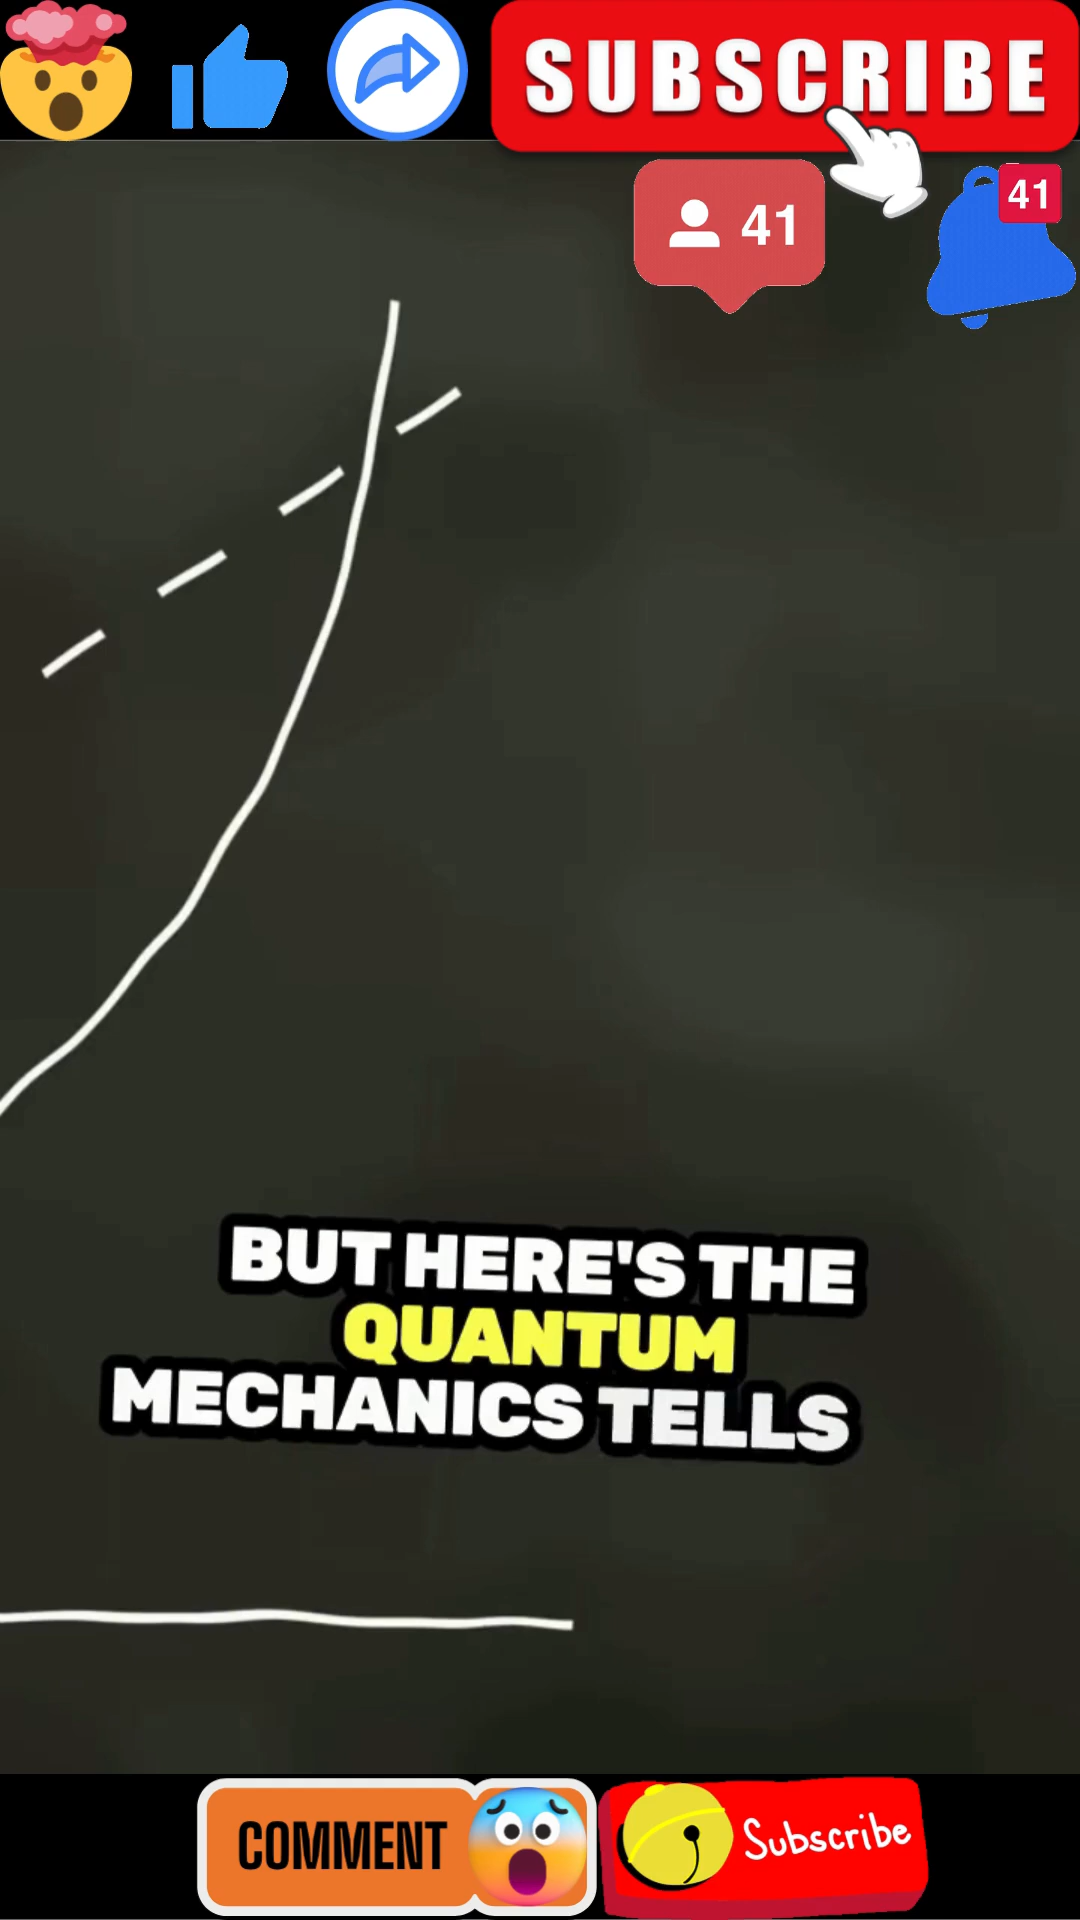 SUBSCRIBE
41
41
BUT HERE'S THE
QUANTUM
MECHANICS TELLS
COMMENT
Subscribe